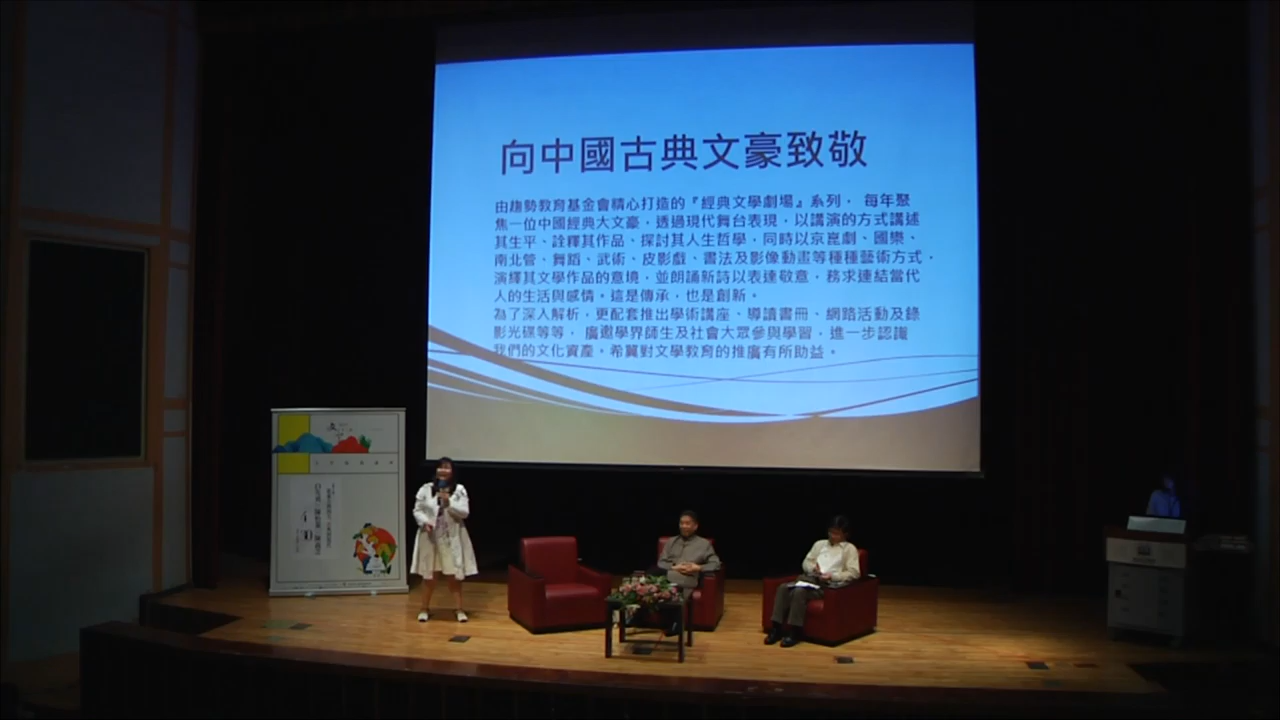 向中國古典文豪致敬
由趨勢教育基金會精心打造的『經典文學劇場』系列， 每年聚
焦一位中國經典大文豪，透過現代舞台表現，以講演的方式講述
其生平、詮釋其作品、探討其人生哲學，同時以京崑劇、國樂、
南北管、舞蹈、武術、皮影戲、書法及影像動畫等種種藝術方式，
演繹其文學作品的意境，並朗誦新詩以表達敬意，務求連結當代
人的生活與感情。這是傳承，也是創新。
為了深入解析，更配套推出學術講座、導讀書冊、網路活動及錄
影光碟等等， 廣邀學界師生及社會大眾參與學習，進一步認識
我們的文化資產。希冀對文學教育的推廣有所助益。